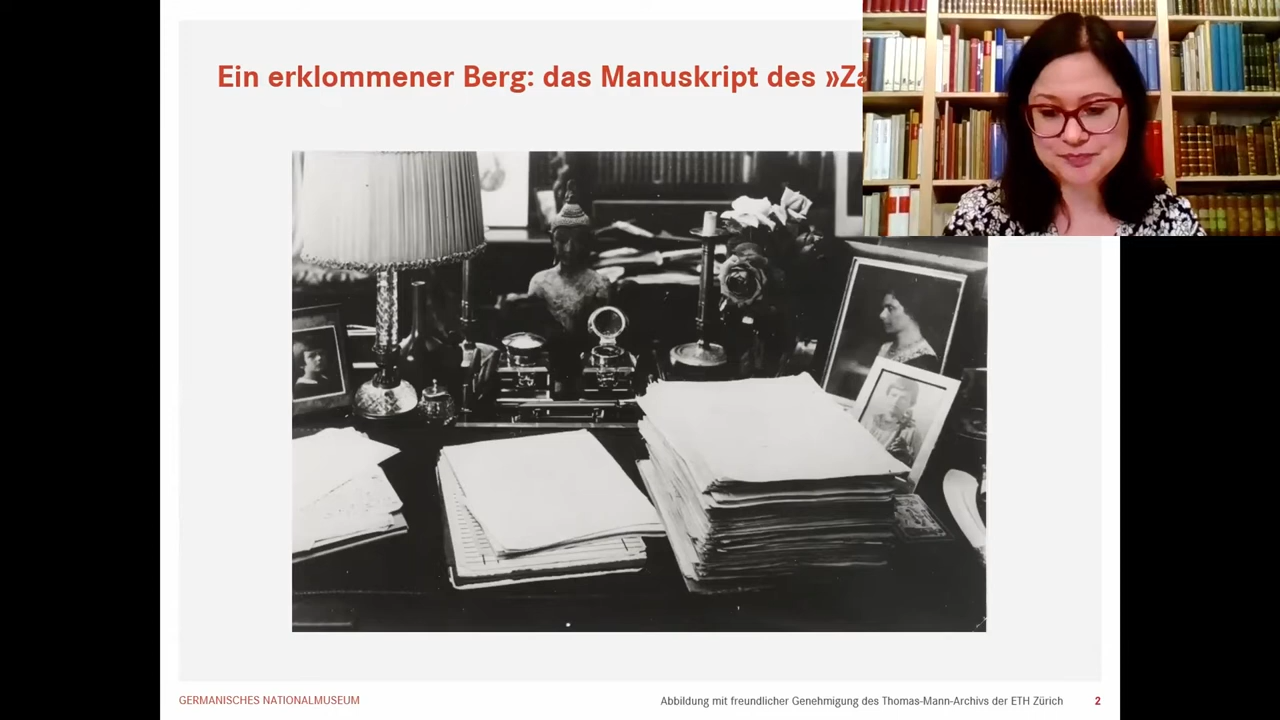 Ein erklommener Berg: das Manuskript des
GERMANISCHES NATIONALMUSEUM
Abbildung mit freundlicher Genehmigung des Thomas-Mann-Archivs der ETH Zürich
2